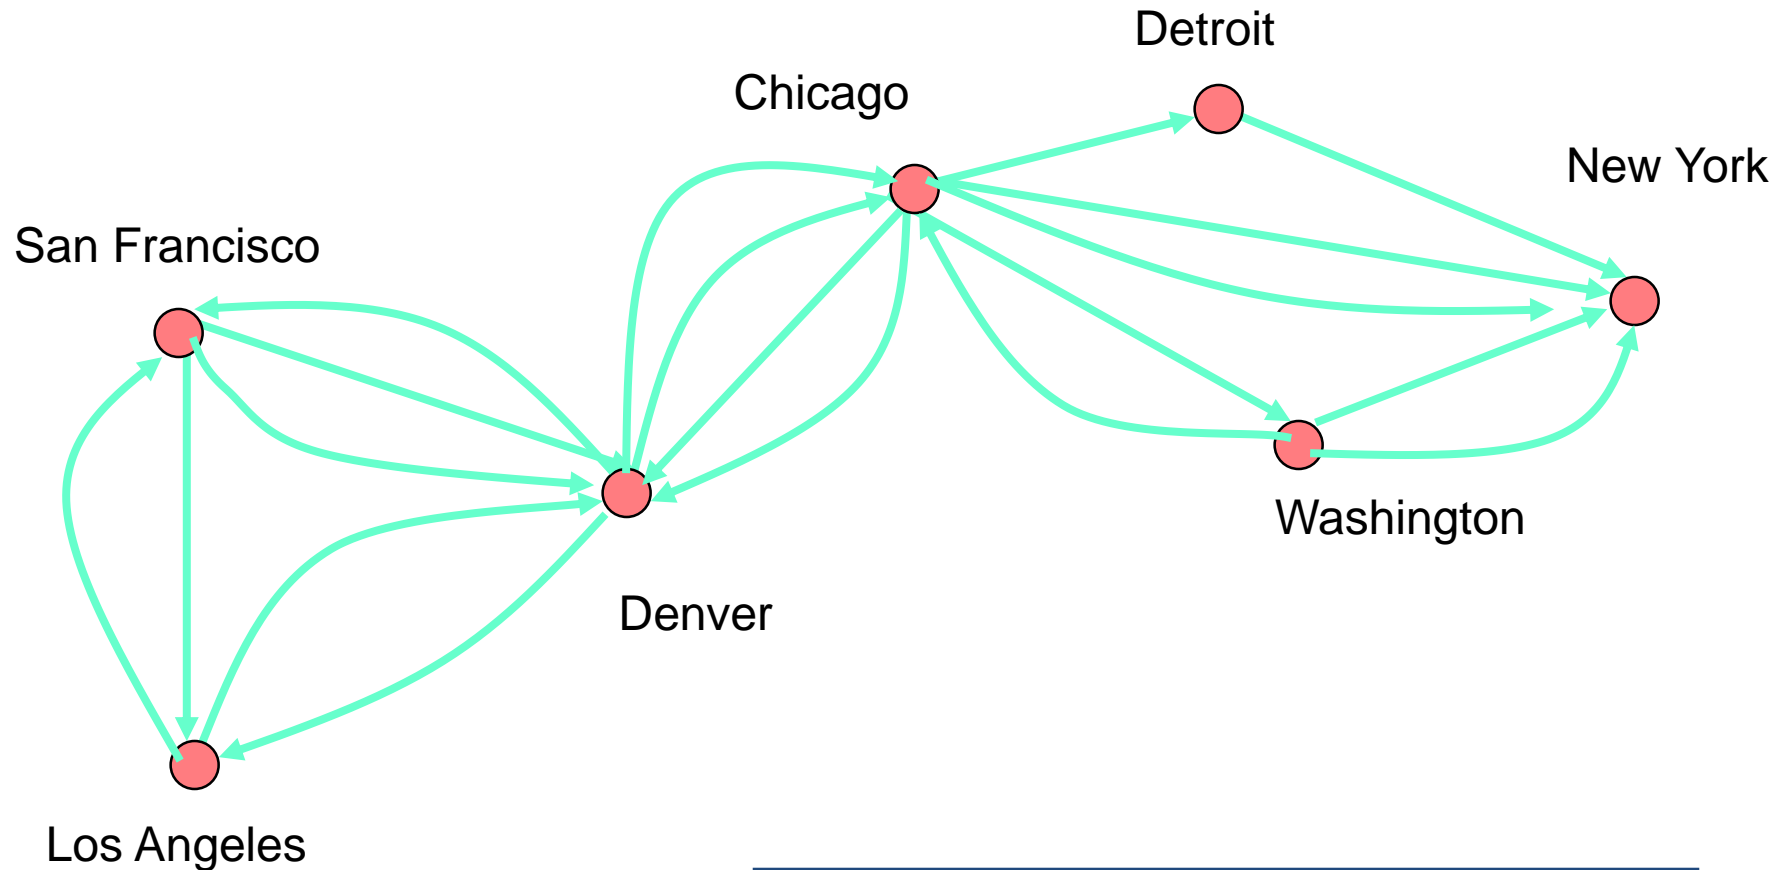 Detroit
Chicago
New York
San Francisco
Washington
Denver
Los Angeles